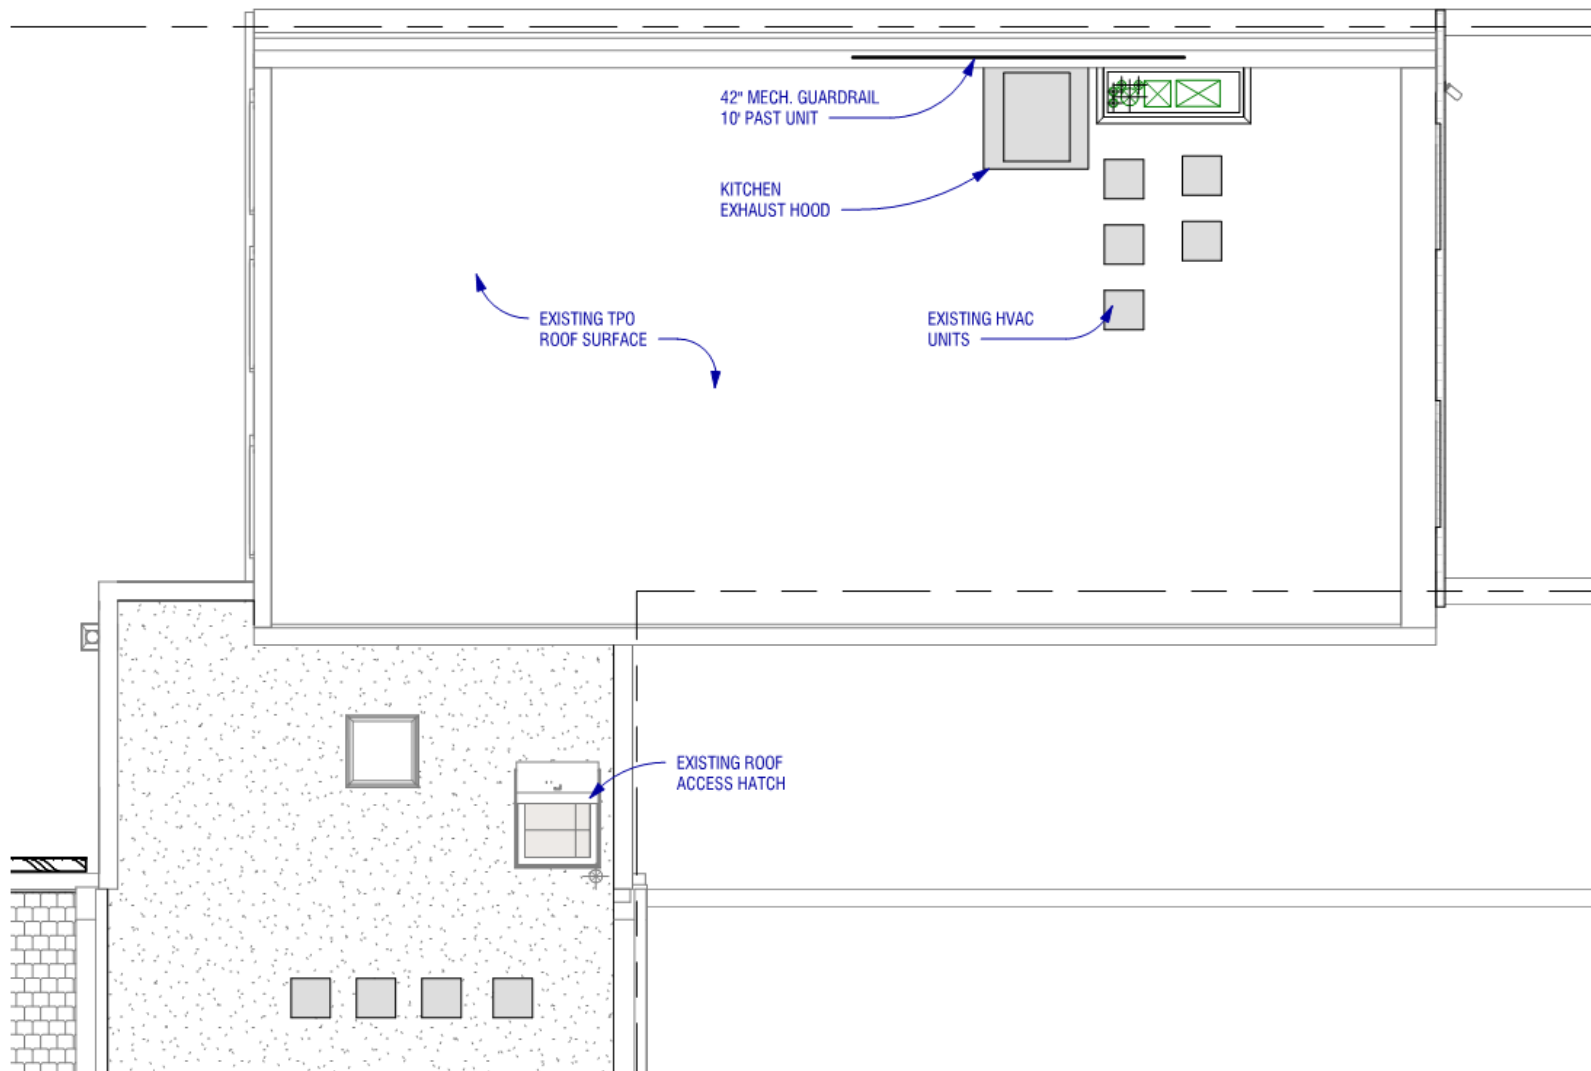 42" MECH. GUARDRAIL
10' PAST UNIT
KITCHEN
EXHAUST HOOD
EXISTING TPO
ROOF SURFACE
EXISTING HVAC
UNITS
EXISTING ROOF
ACCESS HATCH